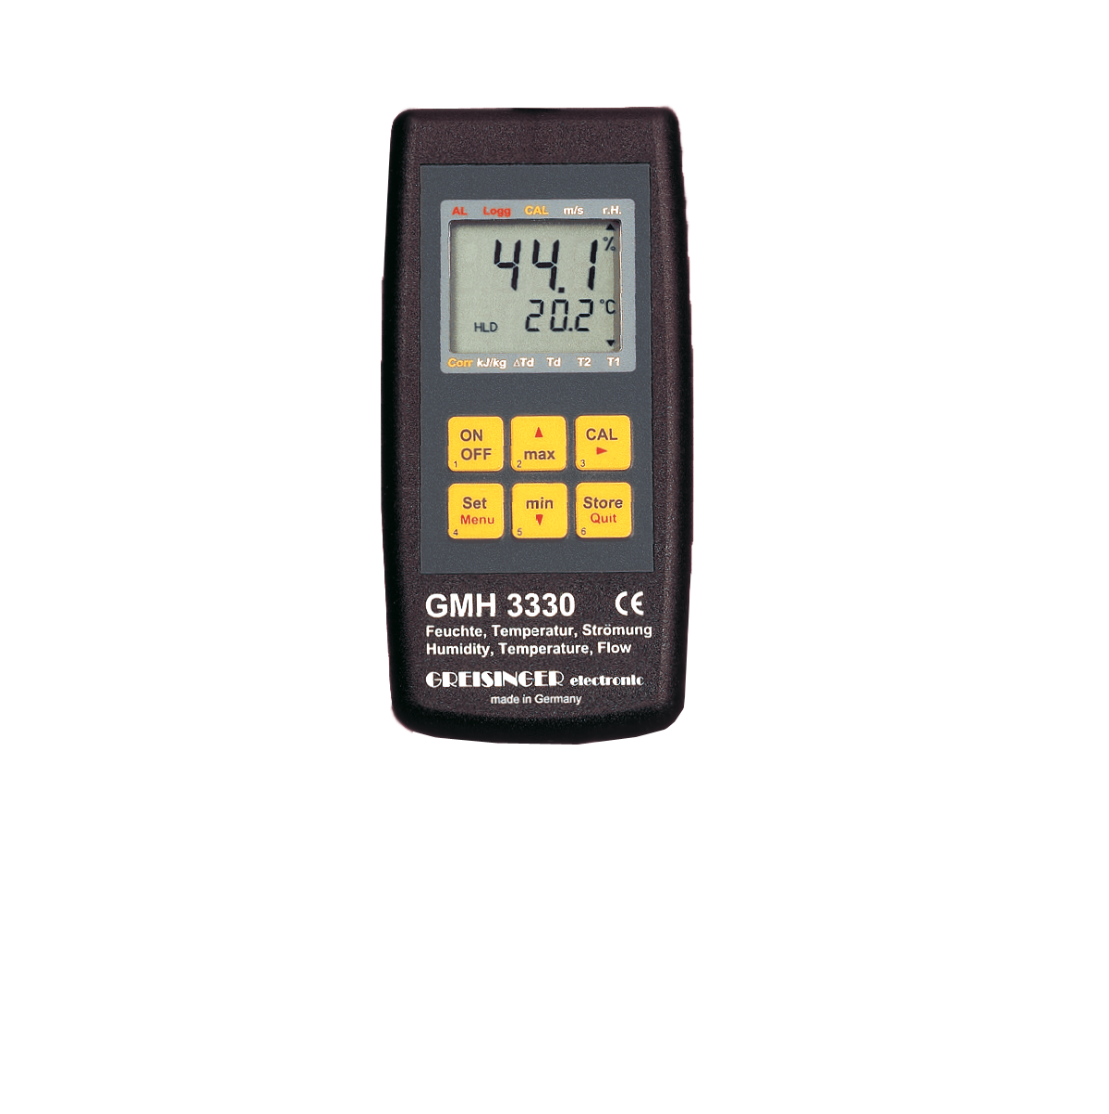 AL Logg CAL m/s r.H.
44.1 %
HLD 20.2 °C
Corr kJ/kg ΔTd Td T2 T1
ON OFF 1
max 2
CAL 3
Set Menu 4
min 5
Store Quit 6
GMH 3330 CE
Feuchte, Temperatur, Strömung
Humidity, Temperature, Flow
GREISINGER electronic
made in Germany